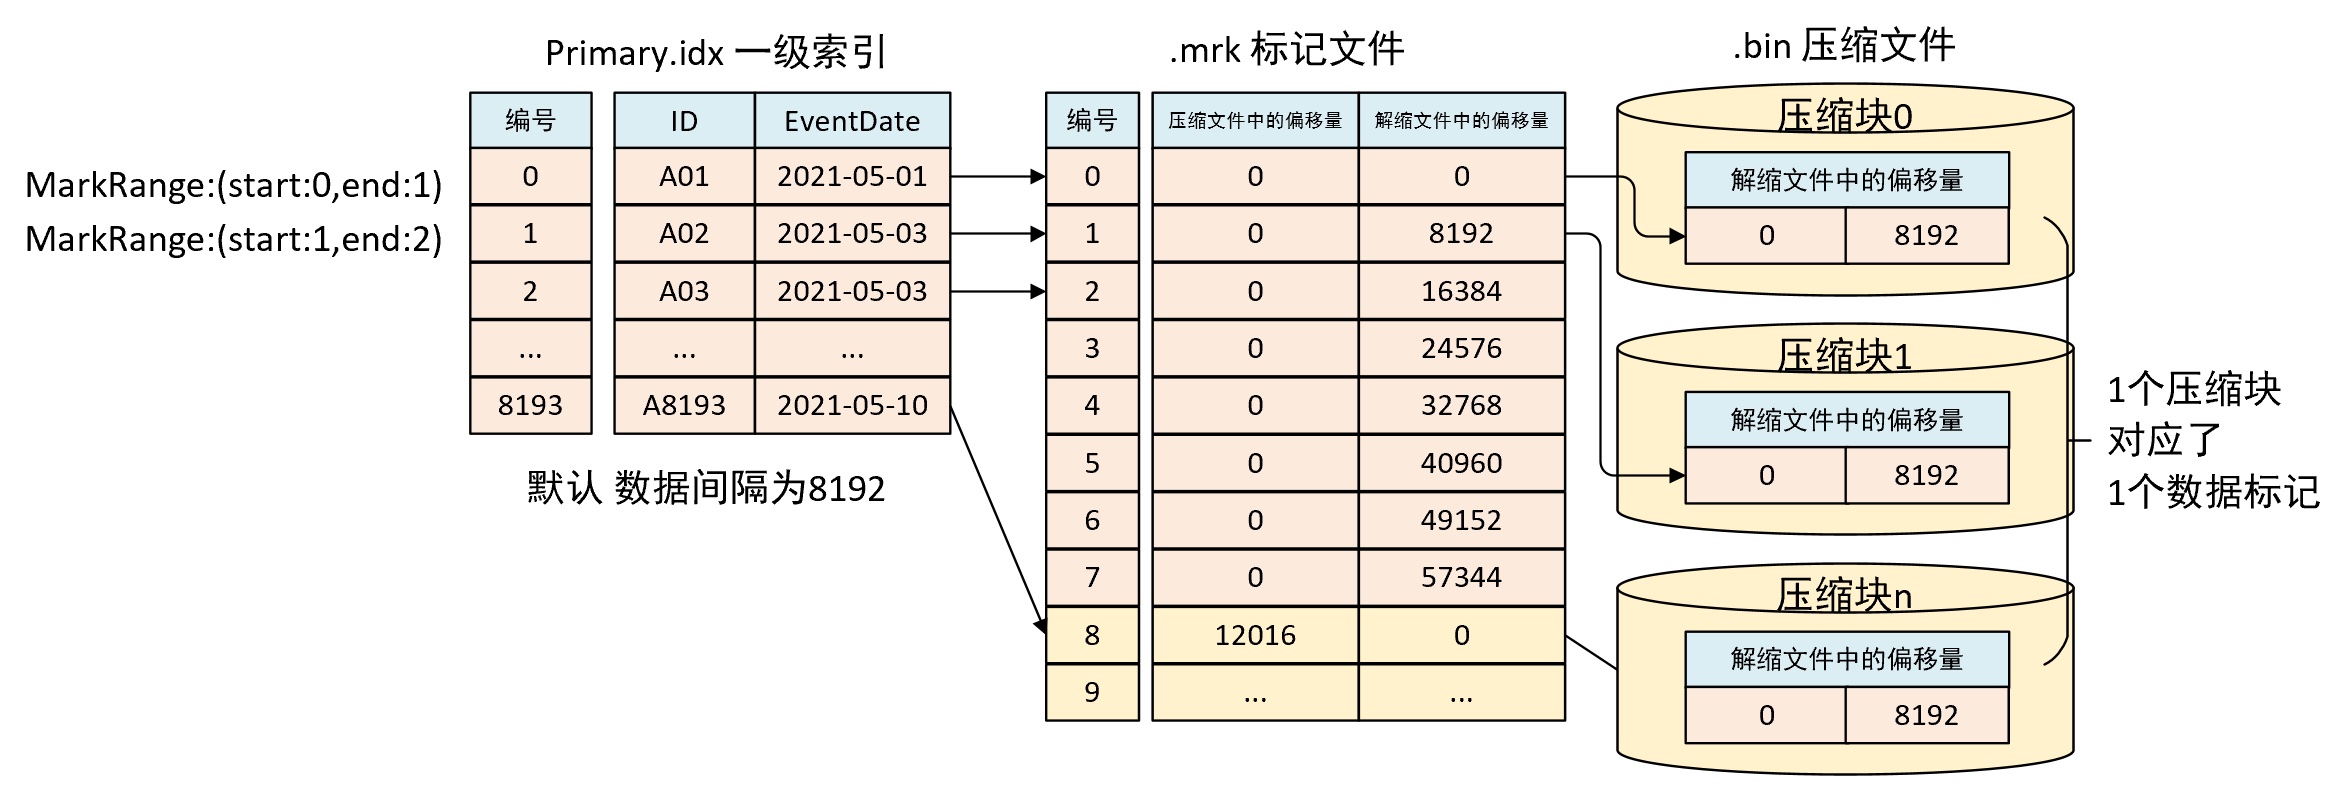 Primary.idx 一级索引
编号 ID EventDate
MarkRange:(start:0,end:1) 0 A01 2021-05-01
MarkRange:(start:1,end:2) 1 A02 2021-05-03
2 A03 2021-05-03
... ... ...
8193 A8193 2021-05-10
默认 数据间隔为8192
.mrk 标记文件
编号 压缩文件中的偏移量 解缩文件中的偏移量
0 0 0
1 0 8192
2 0 16384
3 0 24576
4 0 32768
5 0 40960
6 0 49152
7 0 57344
8 12016 0
9 ... ...
.bin 压缩文件
压缩块0
解缩文件中的偏移量
0 8192
压缩块1
解缩文件中的偏移量
0 8192
压缩块n
解缩文件中的偏移量
0 8192
1个压缩块
对应了
1个数据标记